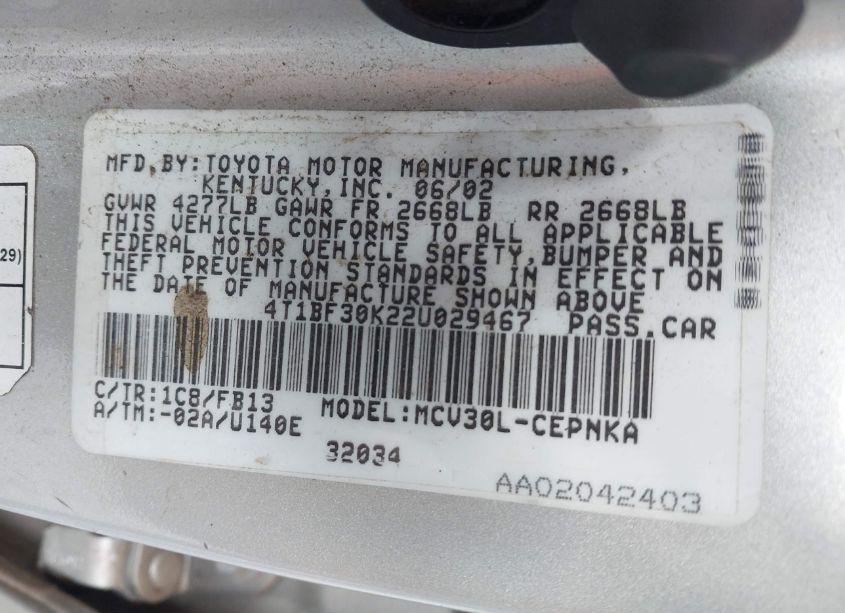 MFD.BY:TOYOTA MOTOR MANUFACTURING,
KENTUCKY,INC. 06/02
GVWR 4277LB GAWR FR 2668LB RR 2668LB
THIS VEHICLE CONFORMS TO ALL APPLICABLE
FEDERAL MOTOR VEHICLE SAFETY,BUMPER AND
THEFT PREVENTION STANDARDS IN EFFECT ON
THE DATE OF MANUFACTURE SHOWN ABOVE
4T1BF30K22U029467 PASS.CAR
C/TR:1C8/FB13
A/TM:-02A/U140E MODEL:MCV30L-CEPNKA
32034
AA02042403
29)